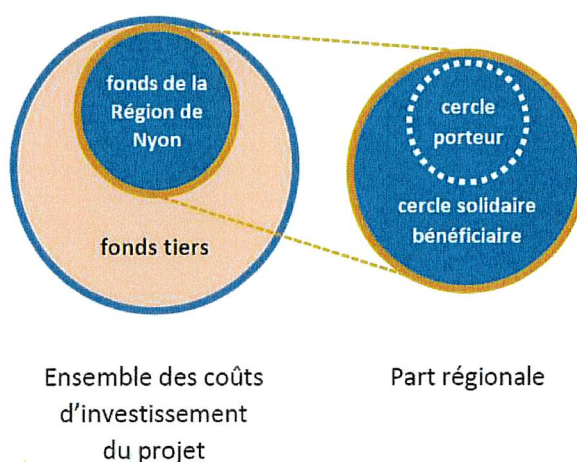 fonds de la
Région de
Nyon
fonds tiers
cercle
porteur
cercle solidaire
bénéficiaire
Ensemble des coûts
d'investissement
du projet
Part régionale